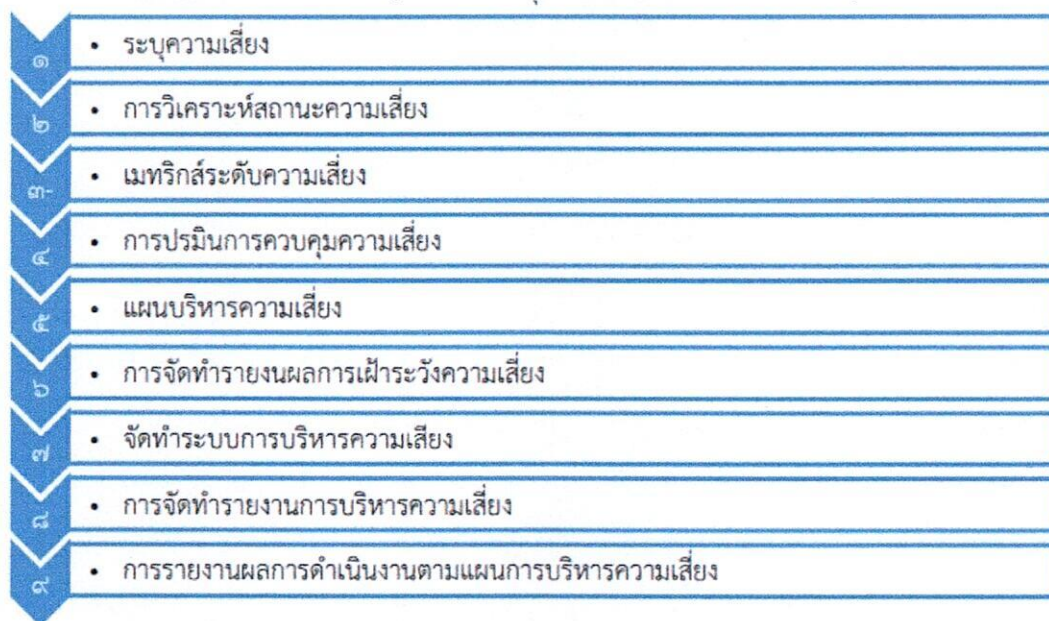 ๑ • ระบุความเสี่ยง
๒ • การวิเคราะห์สถานะความเสี่ยง
๓- • เมทริกส์ระดับความเสี่ยง
๔ • การปรมินการควบคุมความเสี่ยง
๕ • แผนบริหารความเสี่ยง
๖ • การจัดทำรายงนผลการเฝ้าระวังความเสี่ยง
๗ • จัดทำระบบการบริหารความเสียง
๘ • การจัดทำรายงานการบริหารความเสี่ยง
๙ • การรายงานผลการดำเนินงานตามแผนการบริหารความเสี่ยง